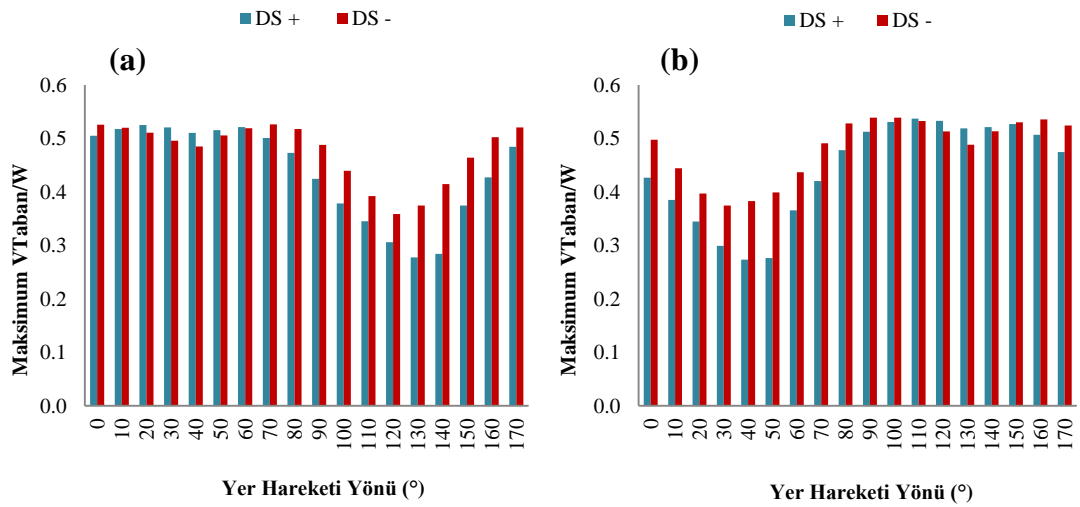 DS + DS -
(a)
Maksimum VTaban/W
0.6
0.5
0.4
0.3
0.2
0.1
0.0
0 10 20 30 40 50 60 70 80 90 100 110 120 130 140 150 160 170
Yer Hareketi Yönü (°)
DS + DS -
(b)
Maksimum VTaban/W
0.6
0.5
0.4
0.3
0.2
0.1
0.0
0 10 20 30 40 50 60 70 80 90 100 110 120 130 140 150 160 170
Yer Hareketi Yönü (°)